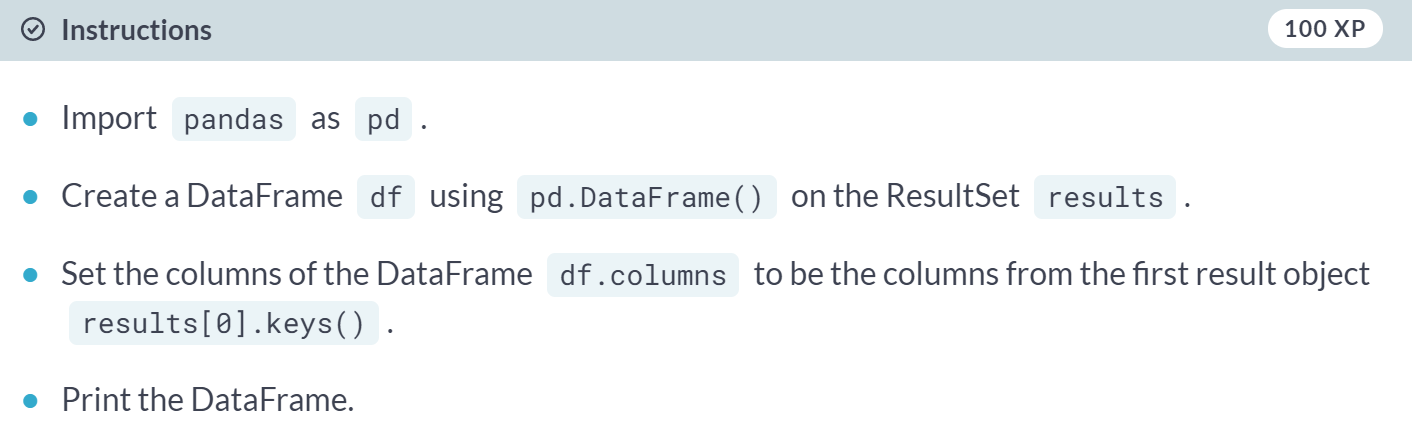 Instructions 100 XP
Import pandas as pd .
Create a DataFrame df using pd.DataFrame() on the ResultSet results .
Set the columns of the DataFrame df.columns to be the columns from the first result object
results[0].keys() .
Print the DataFrame.